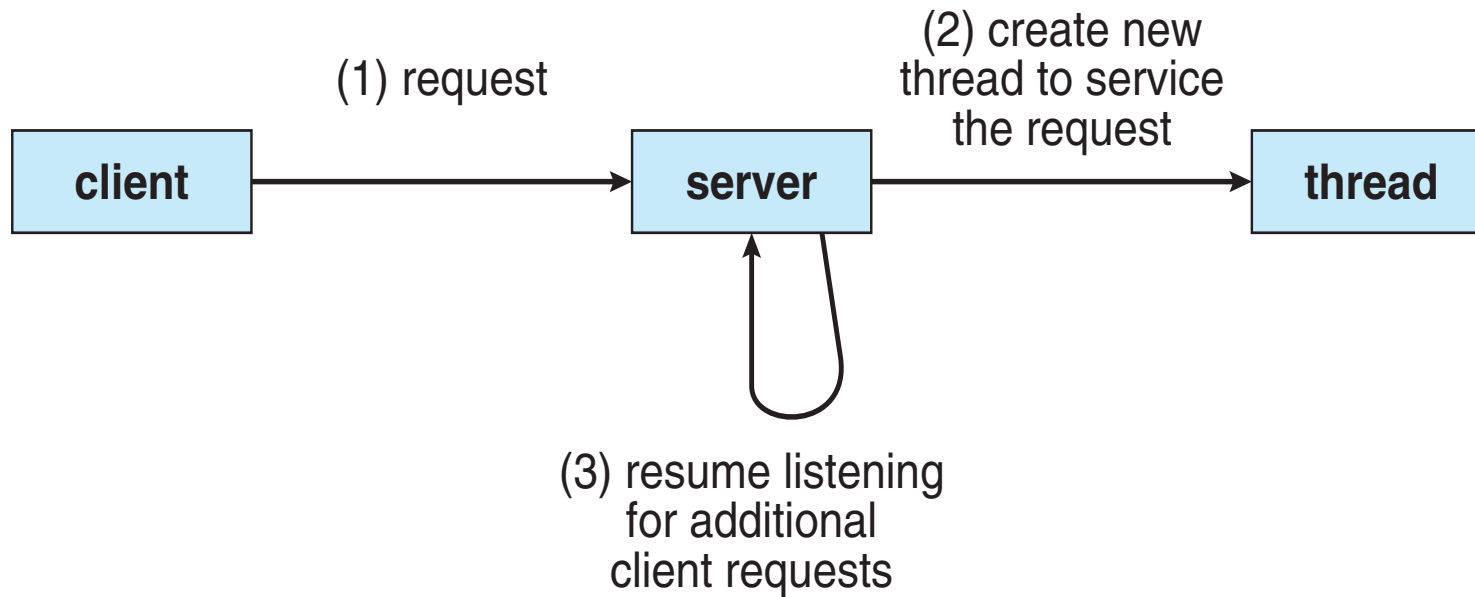 (1) request
(2) create new
thread to service
the request
client
server
thread
(3) resume listening
for additional
client requests